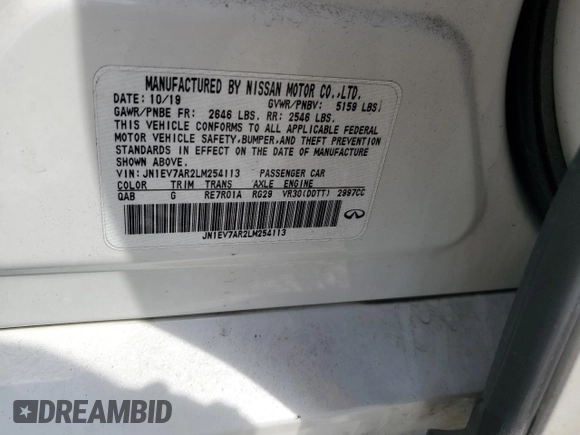 MANUFACTURED BY NISSAN MOTOR CO.,LTD.
DATE: 10/19 GVWR/PNBV: 5159 LBS.
GAWR/PNBE FR: 2646 LBS. RR: 2546 LBS.
THIS VEHICLE CONFORMS TO ALL APPLICABLE FEDERAL
MOTOR VEHICLE SAFETY,BUMPER,AND THEFT PREVENTION
STANDARDS IN EFFECT ON THE DATE OF MANUFACTURE
SHOWN ABOVE.
VIN: JN1EV7AR2LM254113 PASSENGER CAR
COLOR TRIM TRANS AXLE ENGINE
QAB G RE7R01A RG29 VR30(DDTT) 2997CC
JN1EV7AR2LM254113
DREAMBID